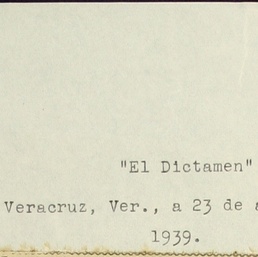 "El Dictamen"
Veracruz, Ver., a 23 de a
1939.